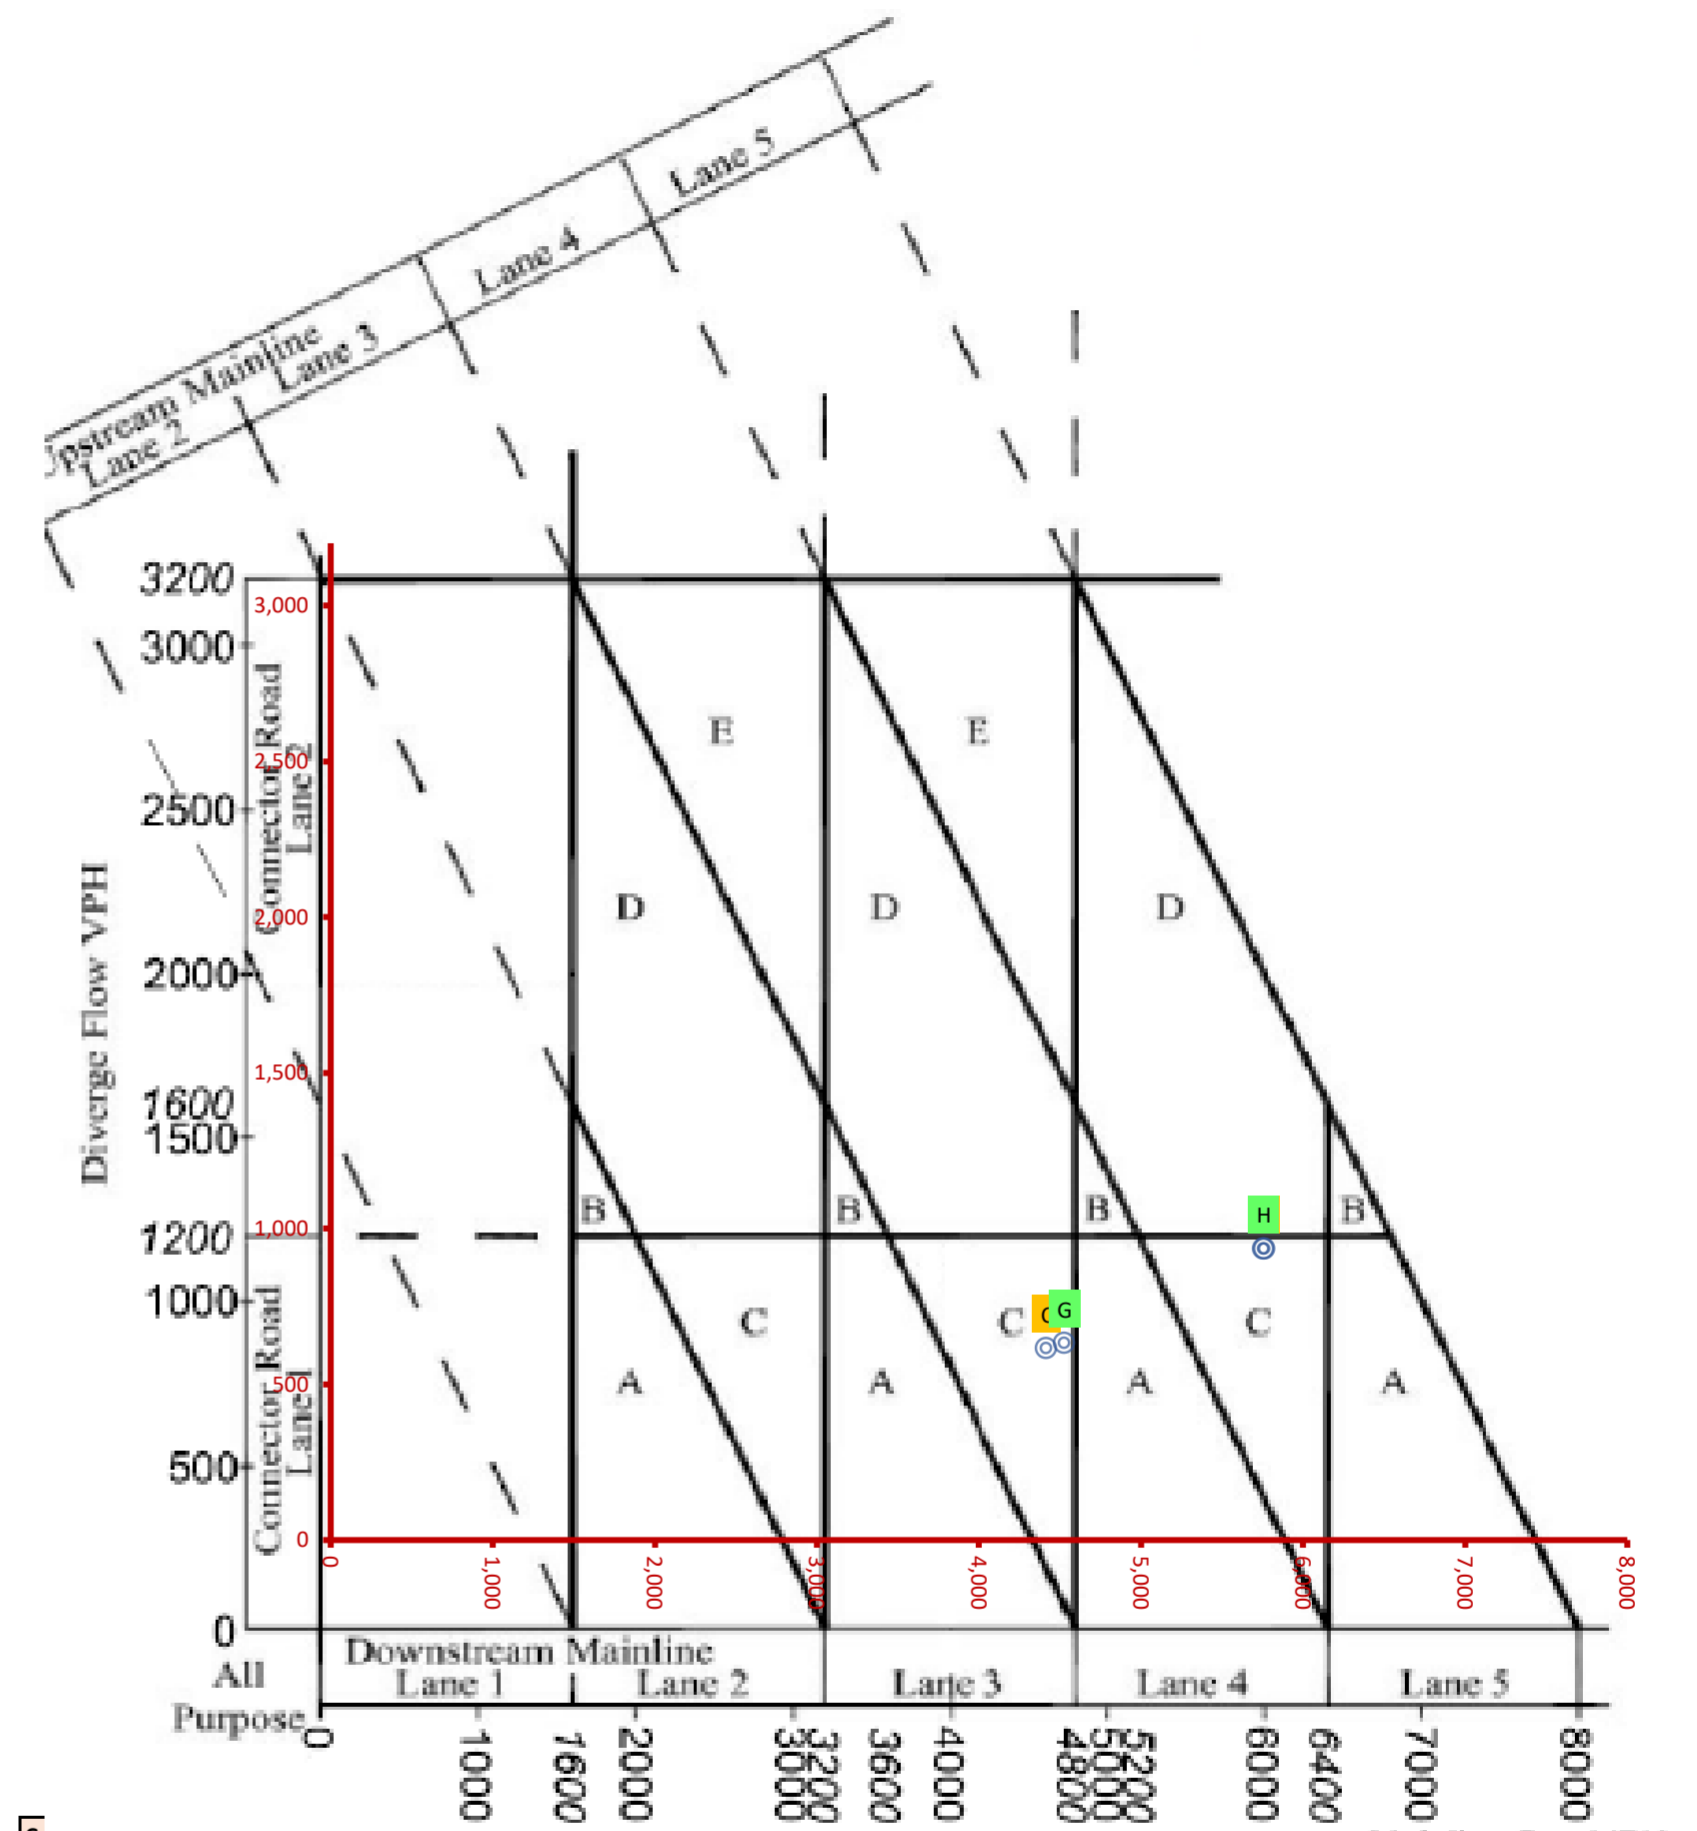 Lane 5
Lane 4
Lane 3
Upstream Mainline
Lane 2
3200
3,000
3000
Connector Road
Lane 2
E
E
2,500
2500
Diverge Flow VPH
2,000
D
D
D
2000
1,500
1600
1500
B
B
B
H
B
1,000
1200
1000
Connector Road
Lane 1
C
C
G
C
500
A
A
A
A
500
0
0
1,000
2,000
3,000
4,000
5,000
6,000
7,000
8,000
0
Downstream Mainline
All
Purpose
Lane 1
Lane 2
Lane 3
Lane 4
Lane 5
0
1000
1600
2000
3000
3200
3600
4000
4800
5000
5200
6000
6400
7000
8000